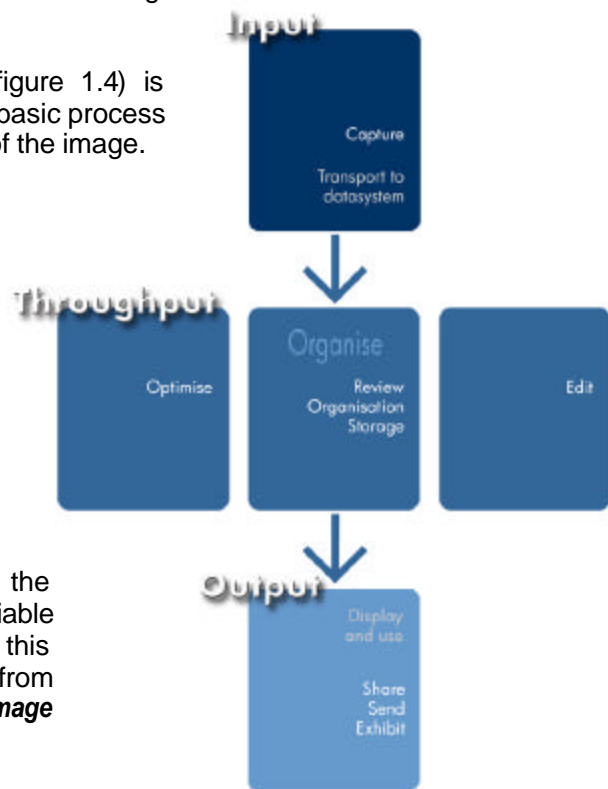 Input
figure 1.4) is
basic process
of the image.
Capture
Transport to
datasystem
Throughput
Optimise
Organise
Review
Organisation
Storage
Edit
the
iable
this
from
mage
Output
Display
and use
Share
Send
Exhibit